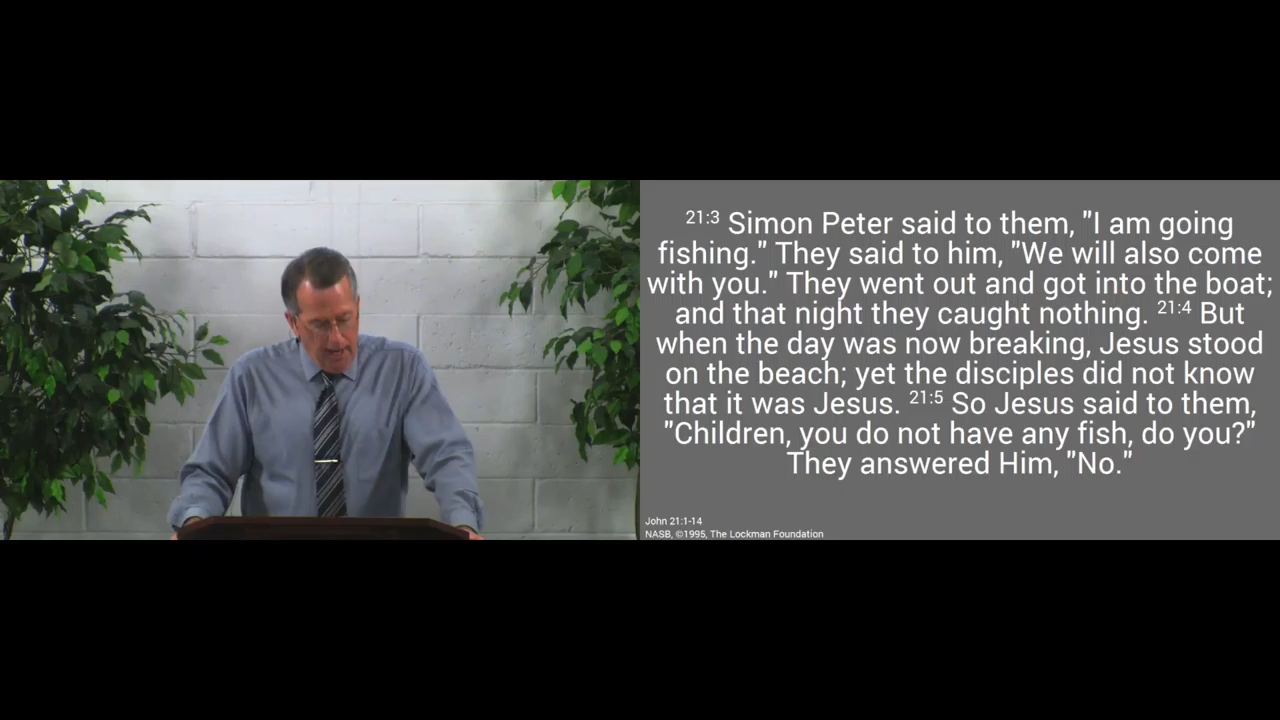 21:3 Simon Peter said to them, "I am going
fishing." They said to him, "We will also come
with you." They went out and got into the boat;
and that night they caught nothing. 21:4 But
when the day was now breaking, Jesus stood
on the beach; yet the disciples did not know
that it was Jesus. 21:5 So Jesus said to them,
"Children, you do not have any fish, do you?"
They answered Him, "No."
John 21:1-14
NASB, ©1995, The Lockman Foundation